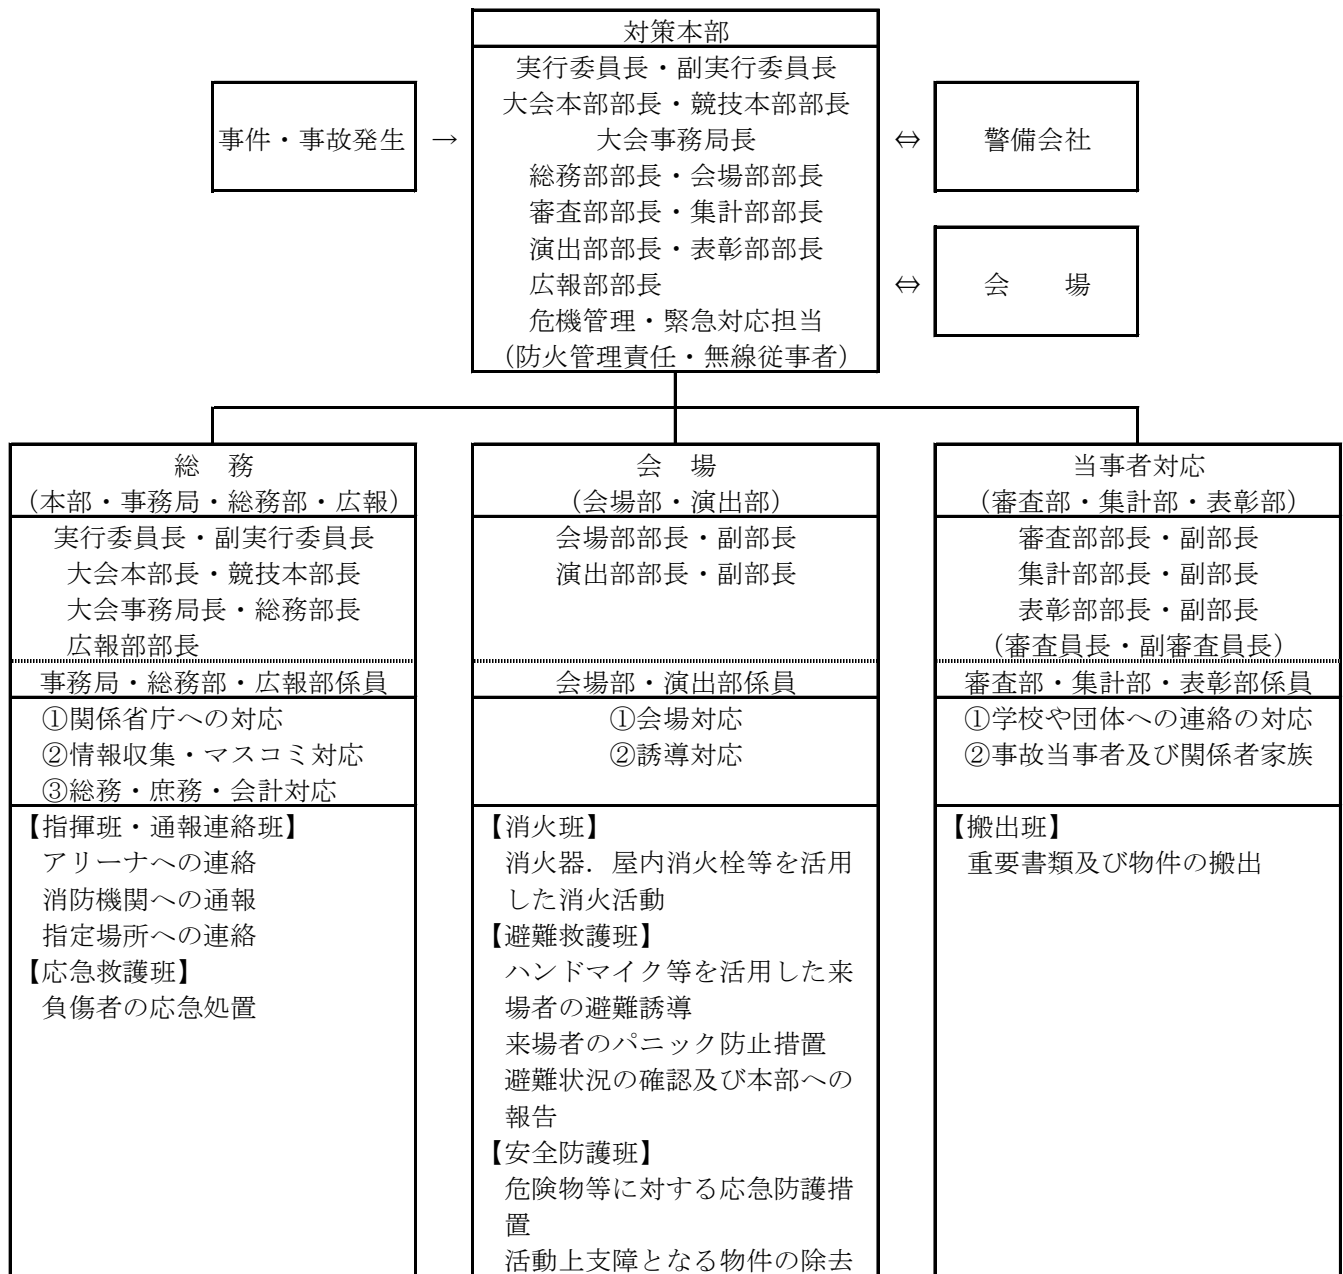 対策本部
実行委員長・副実行委員長
大会本部部長・競技本部部長
大会事務局長
総務部部長・会場部部長
審査部部長・集計部部長
演出部部長・表彰部部長
広報部部長
危機管理・緊急対応担当
(防火管理責任・無線従事者)
事件・事故発生
→
⇔
警備会社
⇔
会　　場
総　務
(本部・事務局・総務部・広報)
実行委員長・副実行委員長
大会本部長・競技本部長
大会事務局長・総務部長
広報部部長
事務局・総務部・広報部係員
①関係省庁への対応
②情報収集・マスコミ対応
③総務・庶務・会計対応
【指揮班・通報連絡班】
アリーナへの連絡
消防機関への通報
指定場所への連絡
【応急救護班】
負傷者の応急処置
会　場
(会場部・演出部)
会場部部長・副部長
演出部部長・副部長
会場部・演出部係員
①会場対応
②誘導対応
【消火班】
消火器．屋内消火栓等を活用
した消火活動
【避難救護班】
ハンドマイク等を活用した来
場者の避難誘導
来場者のパニック防止措置
避難状況の確認及び本部への
報告
【安全防護班】
危険物等に対する応急防護措
置
活動上支障となる物件の除去
当事者対応
(審査部・集計部・表彰部)
審査部部長・副部長
集計部部長・副部長
表彰部部長・副部長
(審査員長・副審査員長)
審査部・集計部・表彰部係員
①学校や団体への連絡の対応
②事故当事者及び関係者家族
【搬出班】
重要書類及び物件の搬出